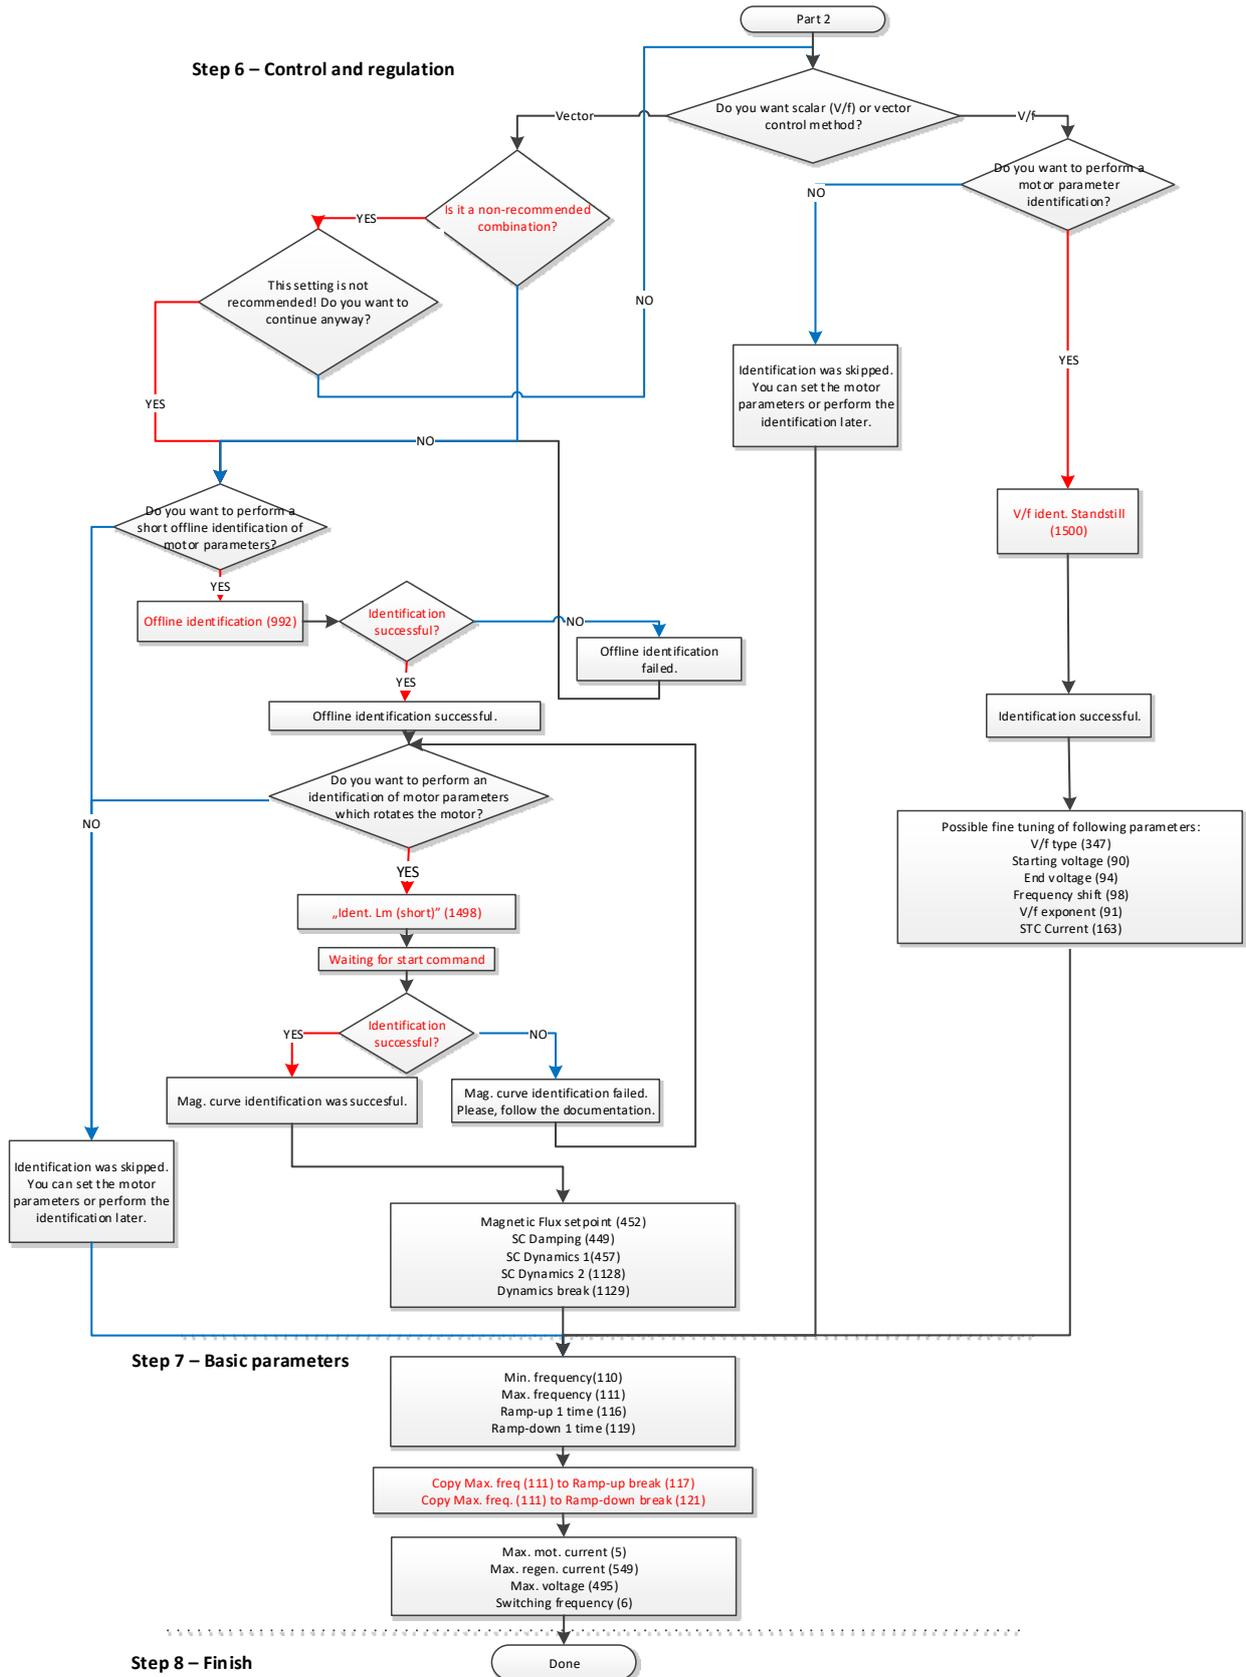 Part 2
Step 6 – Control and regulation
Do you want scalar (V/f) or vector
control method?
Vector
V/f
Do you want to perform a
motor parameter
identification?
NO
Is it a non-recommended
combination?
YES
This setting is not
recommended! Do you want to
continue anyway?
NO
YES
Identification was skipped.
You can set the motor
parameters or perform the
identification later.
YES
NO
Do you want to perform a
short offline identification of
motor parameters?
V/f ident. Standstill
(1500)
YES
Offline identification (992)
Identification
successful?
NO
Offline identification
failed.
YES
Offline identification successful.
Identification successful.
Do you want to perform an
identification of motor parameters
which rotates the motor?
NO
Possible fine tuning of following parameters:
V/f type (347)
Starting voltage (90)
End voltage (94)
Frequency shift (98)
V/f exponent (91)
STC Current (163)
YES
„Ident. Lm (short)” (1498)
Waiting for start command
Identification
successful?
YES
NO
Mag. curve identification was succesful.
Mag. curve identification failed.
Please, follow the documentation.
Identification was skipped.
You can set the motor
parameters or perform the
identification later.
Magnetic Flux setpoint (452)
SC Damping (449)
SC Dynamics 1(457)
SC Dynamics 2 (1128)
Dynamics break (1129)
Step 7 – Basic parameters
Min. frequency(110)
Max. frequency (111)
Ramp-up 1 time (116)
Ramp-down 1 time (119)
Copy Max. freq (111) to Ramp-up break (117)
Copy Max. freq. (111) to Ramp-down break (121)
Max. mot. current (5)
Max. regen. current (549)
Max. voltage (495)
Switching frequency (6)
Step 8 – Finish
Done